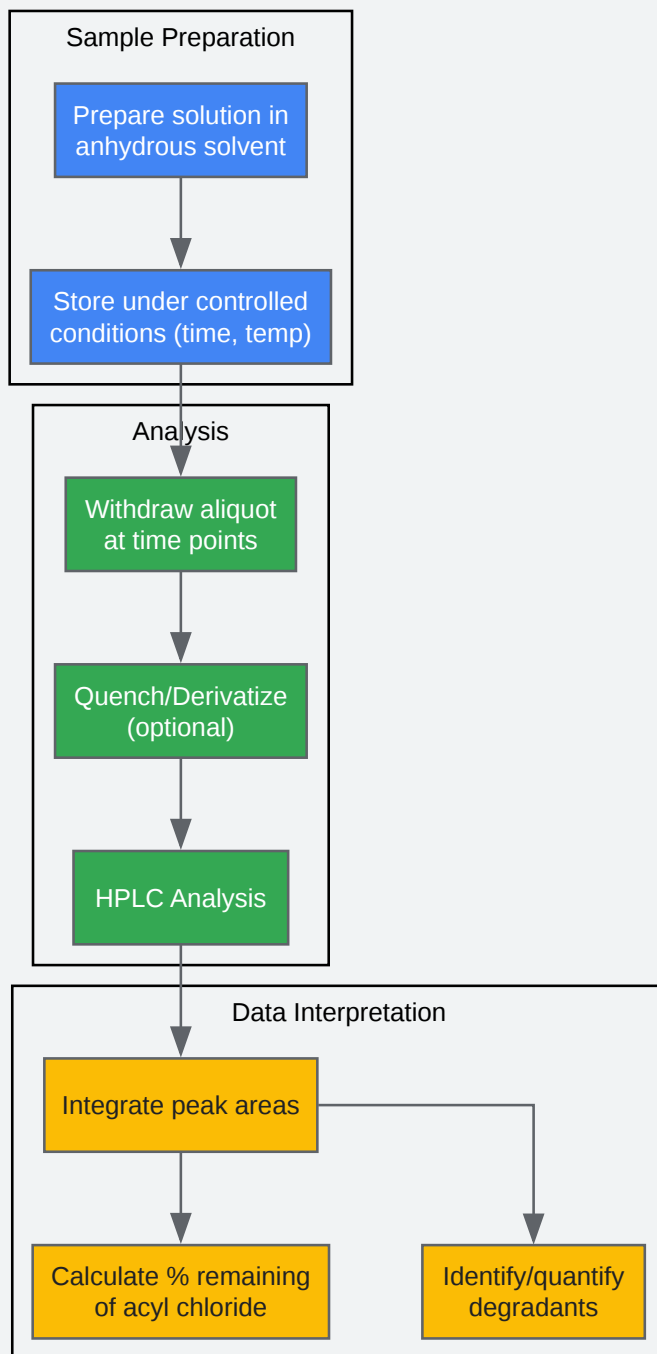 Sample Preparation
Prepare solution in
anhydrous solvent
Store under controlled
conditions (time, temp)
Analysis
Withdraw aliquot
at time points
Quench/Derivatize
(optional)
HPLC Analysis
Data Interpretation
Integrate peak areas
Calculate % remaining
of acyl chloride
Identify/quantify
degradants